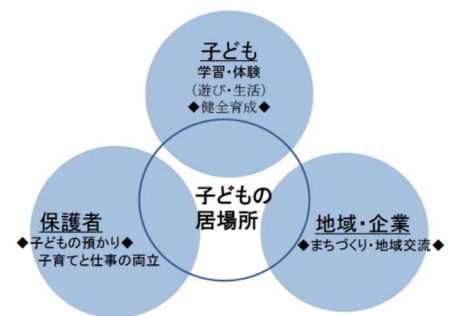 子ども
学習・体験
(遊び・生活)
◆健全育成◆
子どもの
居場所
保護者
◆子どもの預かり◆
子育てと仕事の両立
地域・企業
◆まちづくり・地域交流◆